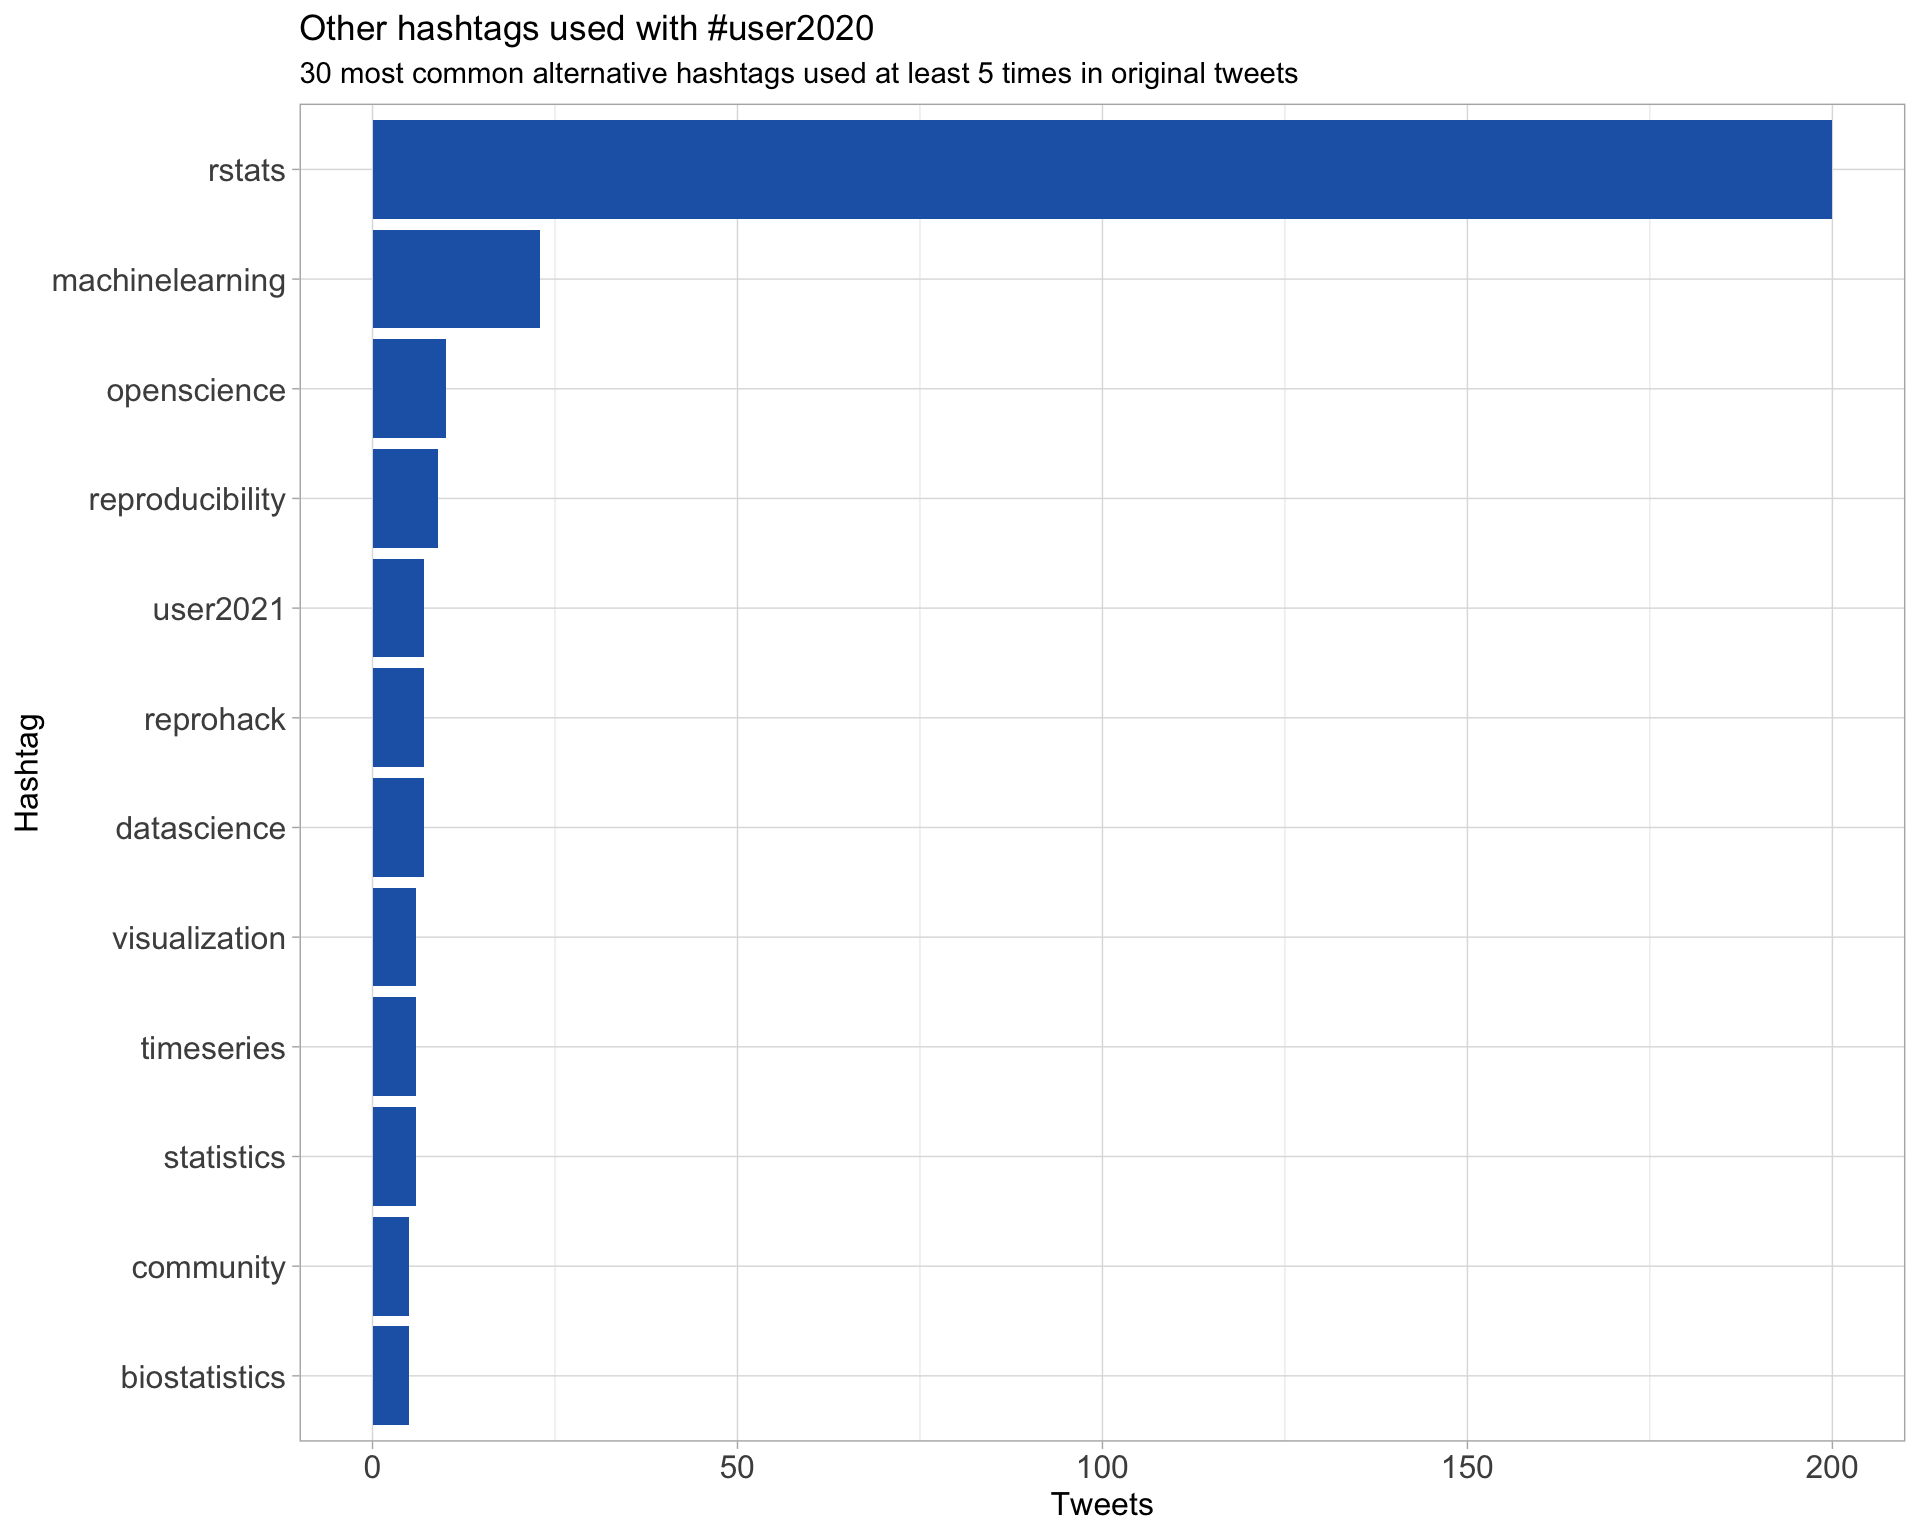 Other hashtags used with #user2020
30 most common alternative hashtags used at least 5 times in original tweets
Hashtag
rstats
machinelearning
openscience
reproducibility
user2021
reprohack
datascience
visualization
timeseries
statistics
community
biostatistics
0 50 100 150 200
Tweets